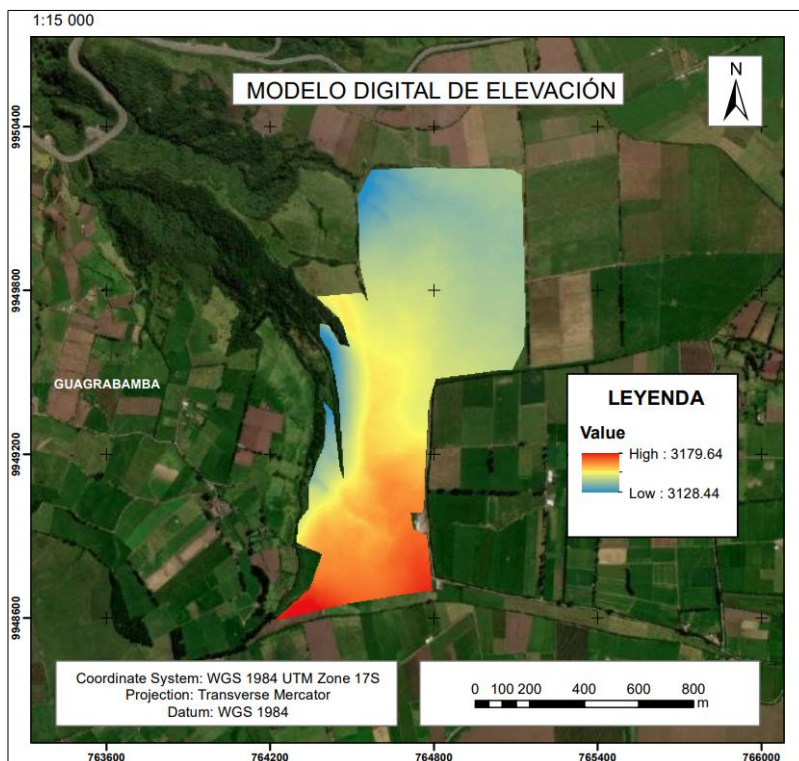 1:15 000
MODELO DIGITAL DE ELEVACIÓN
N
9950400
9949800
9949200
9948600
GUAGRABAMBA
LEYENDA
Value
High : 3179.64
Low : 3128.44
Coordinate System: WGS 1984 UTM Zone 17S
Projection: Transverse Mercator
Datum: WGS 1984
0 100 200 400 600 800
m
763600 764200 764800 765400 766000